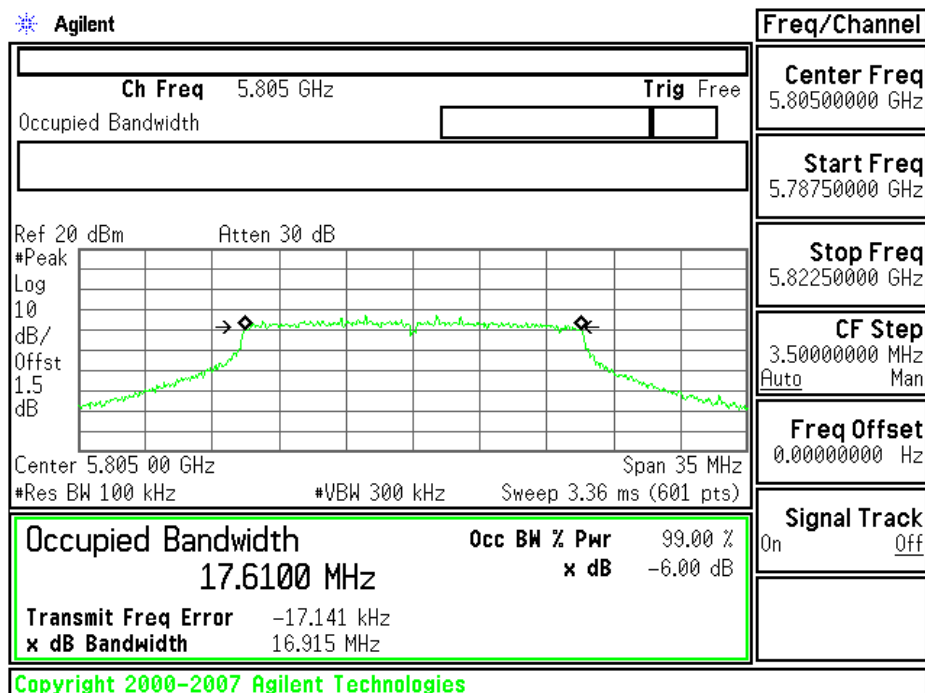 Agilent
Freq/Channel
Ch Freq 5.805 GHz Trig Free
Occupied Bandwidth
Center Freq
5.80500000 GHz
Start Freq
5.78750000 GHz
Stop Freq
5.82250000 GHz
CF Step
3.50000000 MHz
Auto Man
Freq Offset
0.00000000 Hz
Signal Track
On Off
Ref 20 dBm Atten 30 dB
#Peak
Log
10
dB/
Offst
1.5
dB
Center 5.805 00 GHz Span 35 MHz
#Res BW 100 kHz #VBW 300 kHz Sweep 3.36 ms (601 pts)
Occupied Bandwidth Occ BW % Pwr 99.00 %
17.6100 MHz x dB -6.00 dB
Transmit Freq Error -17.141 kHz
x dB Bandwidth 16.915 MHz
Copyright 2000-2007 Agilent Technologies